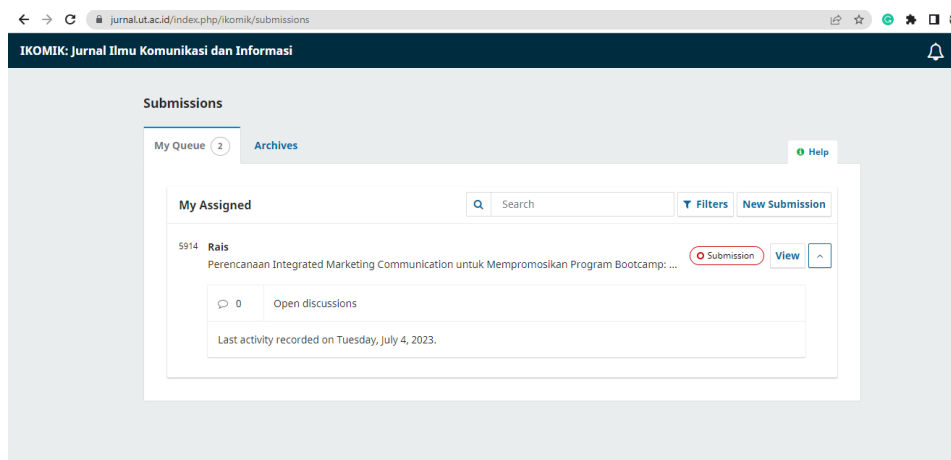 jurnal.ut.ac.id/index.php/ikomik/submissions
IKOMIK: Jurnal Ilmu Komunikasi dan Informasi
Submissions
My Queue 2 Archives
Help
My Assigned Search Filters New Submission
5914 Rais
Perencanaan Integrated Marketing Communication untuk Mempromosikan Program Bootcamp: ... Submission View
0 Open discussions
Last activity recorded on Tuesday, July 4, 2023.